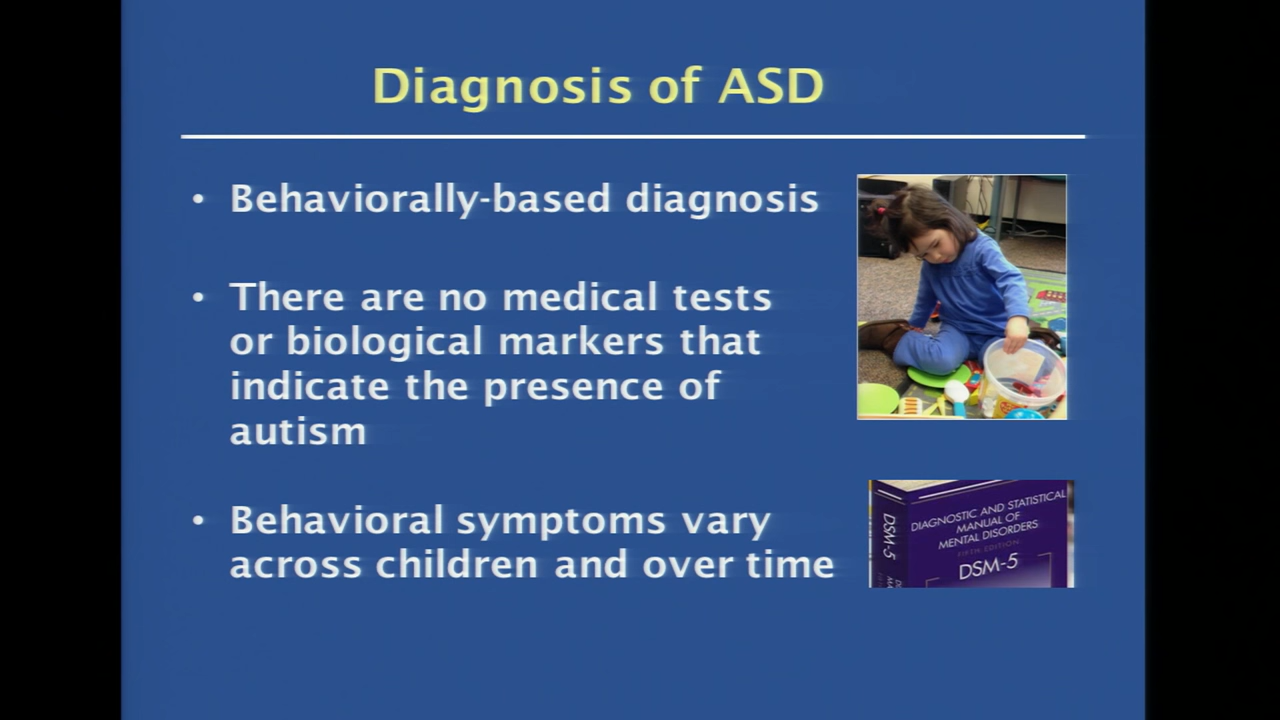 Diagnosis of ASD
• Behaviorally-based diagnosis
• There are no medical tests
or biological markers that
indicate the presence of
autism
• Behavioral symptoms vary
across children and over time
DIAGNOSTIC AND STATISTICAL
MANUAL OF
MENTAL DISORDERS
FIFTH EDITION
DSM-5
DSM-5